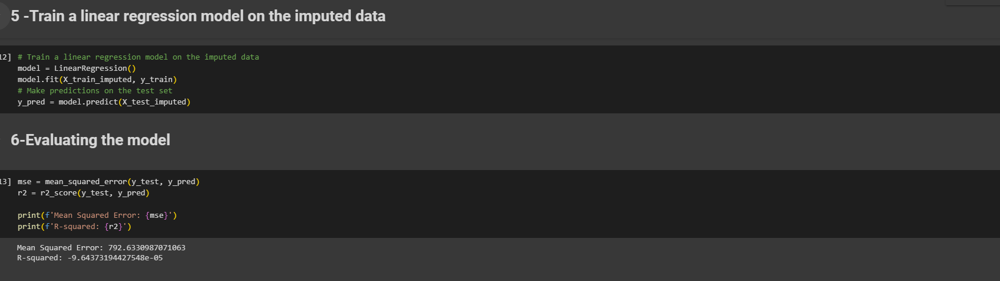 5 -Train a linear regression model on the imputed data
12] # Train a linear regression model on the imputed data
model = LinearRegression()
model.fit(X_train_imputed, y_train)
# Make predictions on the test set
y_pred = model.predict(X_test_imputed)
6-Evaluating the model
13] mse = mean_squared_error(y_test, y_pred)
r2 = r2_score(y_test, y_pred)
print(f'Mean Squared Error: {mse}')
print(f'R-squared: {r2}')
Mean Squared Error: 792.6330987071063
R-squared: -9.64373194427548e-05